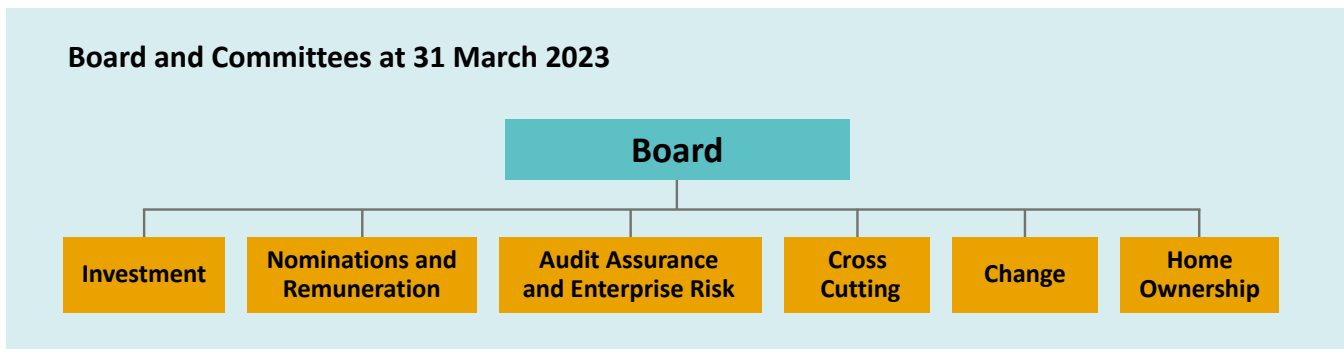 Board and Committees at 31 March 2023
Board
Investment
Nominations and
Remuneration
Audit Assurance
and Enterprise Risk
Cross
Cutting
Change
Home
Ownership